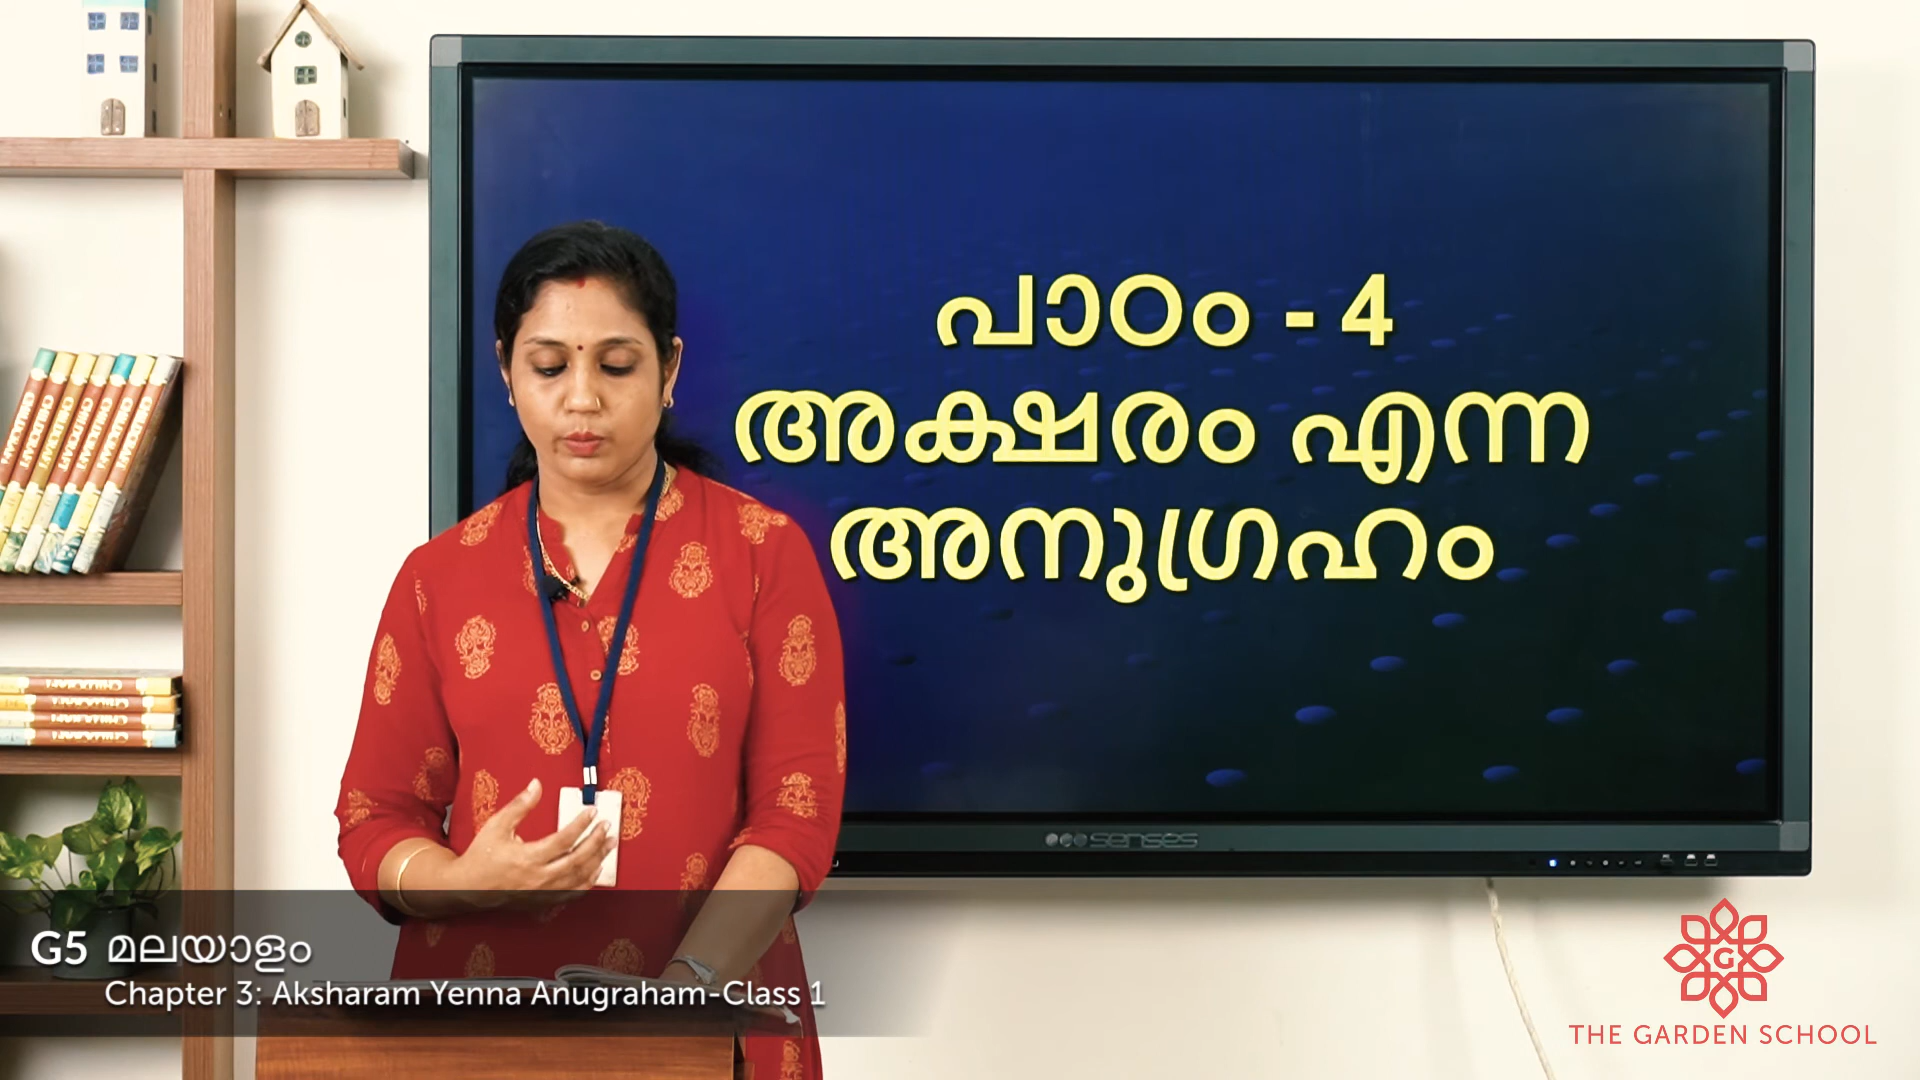 പാഠം - 4
അക്ഷരം എന്ന
അനുഗ്രഹം
senses
G5 മലയാളം
Chapter 3: Aksharam Yenna Anugraham-Class 1
G
THE GARDEN SCHOOL